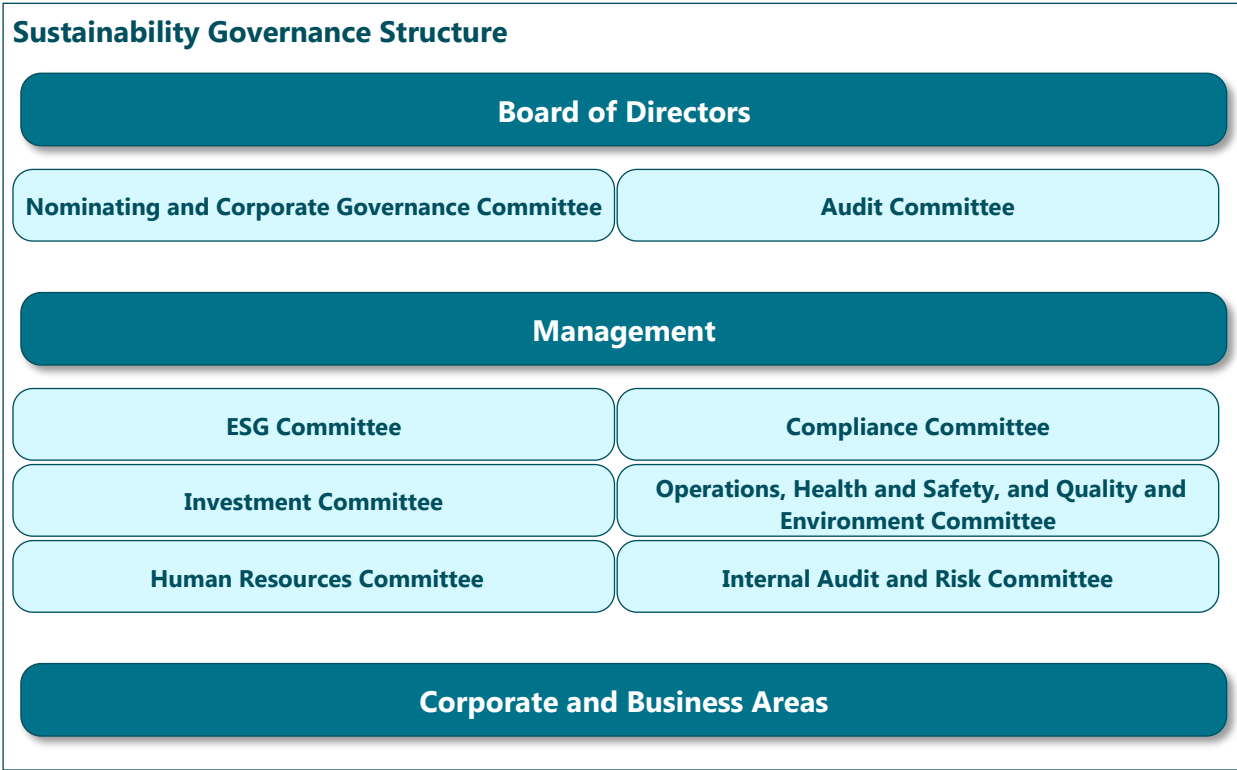 Sustainability Governance Structure
Board of Directors
Nominating and Corporate Governance Committee
Audit Committee
Management
ESG Committee
Compliance Committee
Investment Committee
Operations, Health and Safety, and Quality and
Environment Committee
Human Resources Committee
Internal Audit and Risk Committee
Corporate and Business Areas